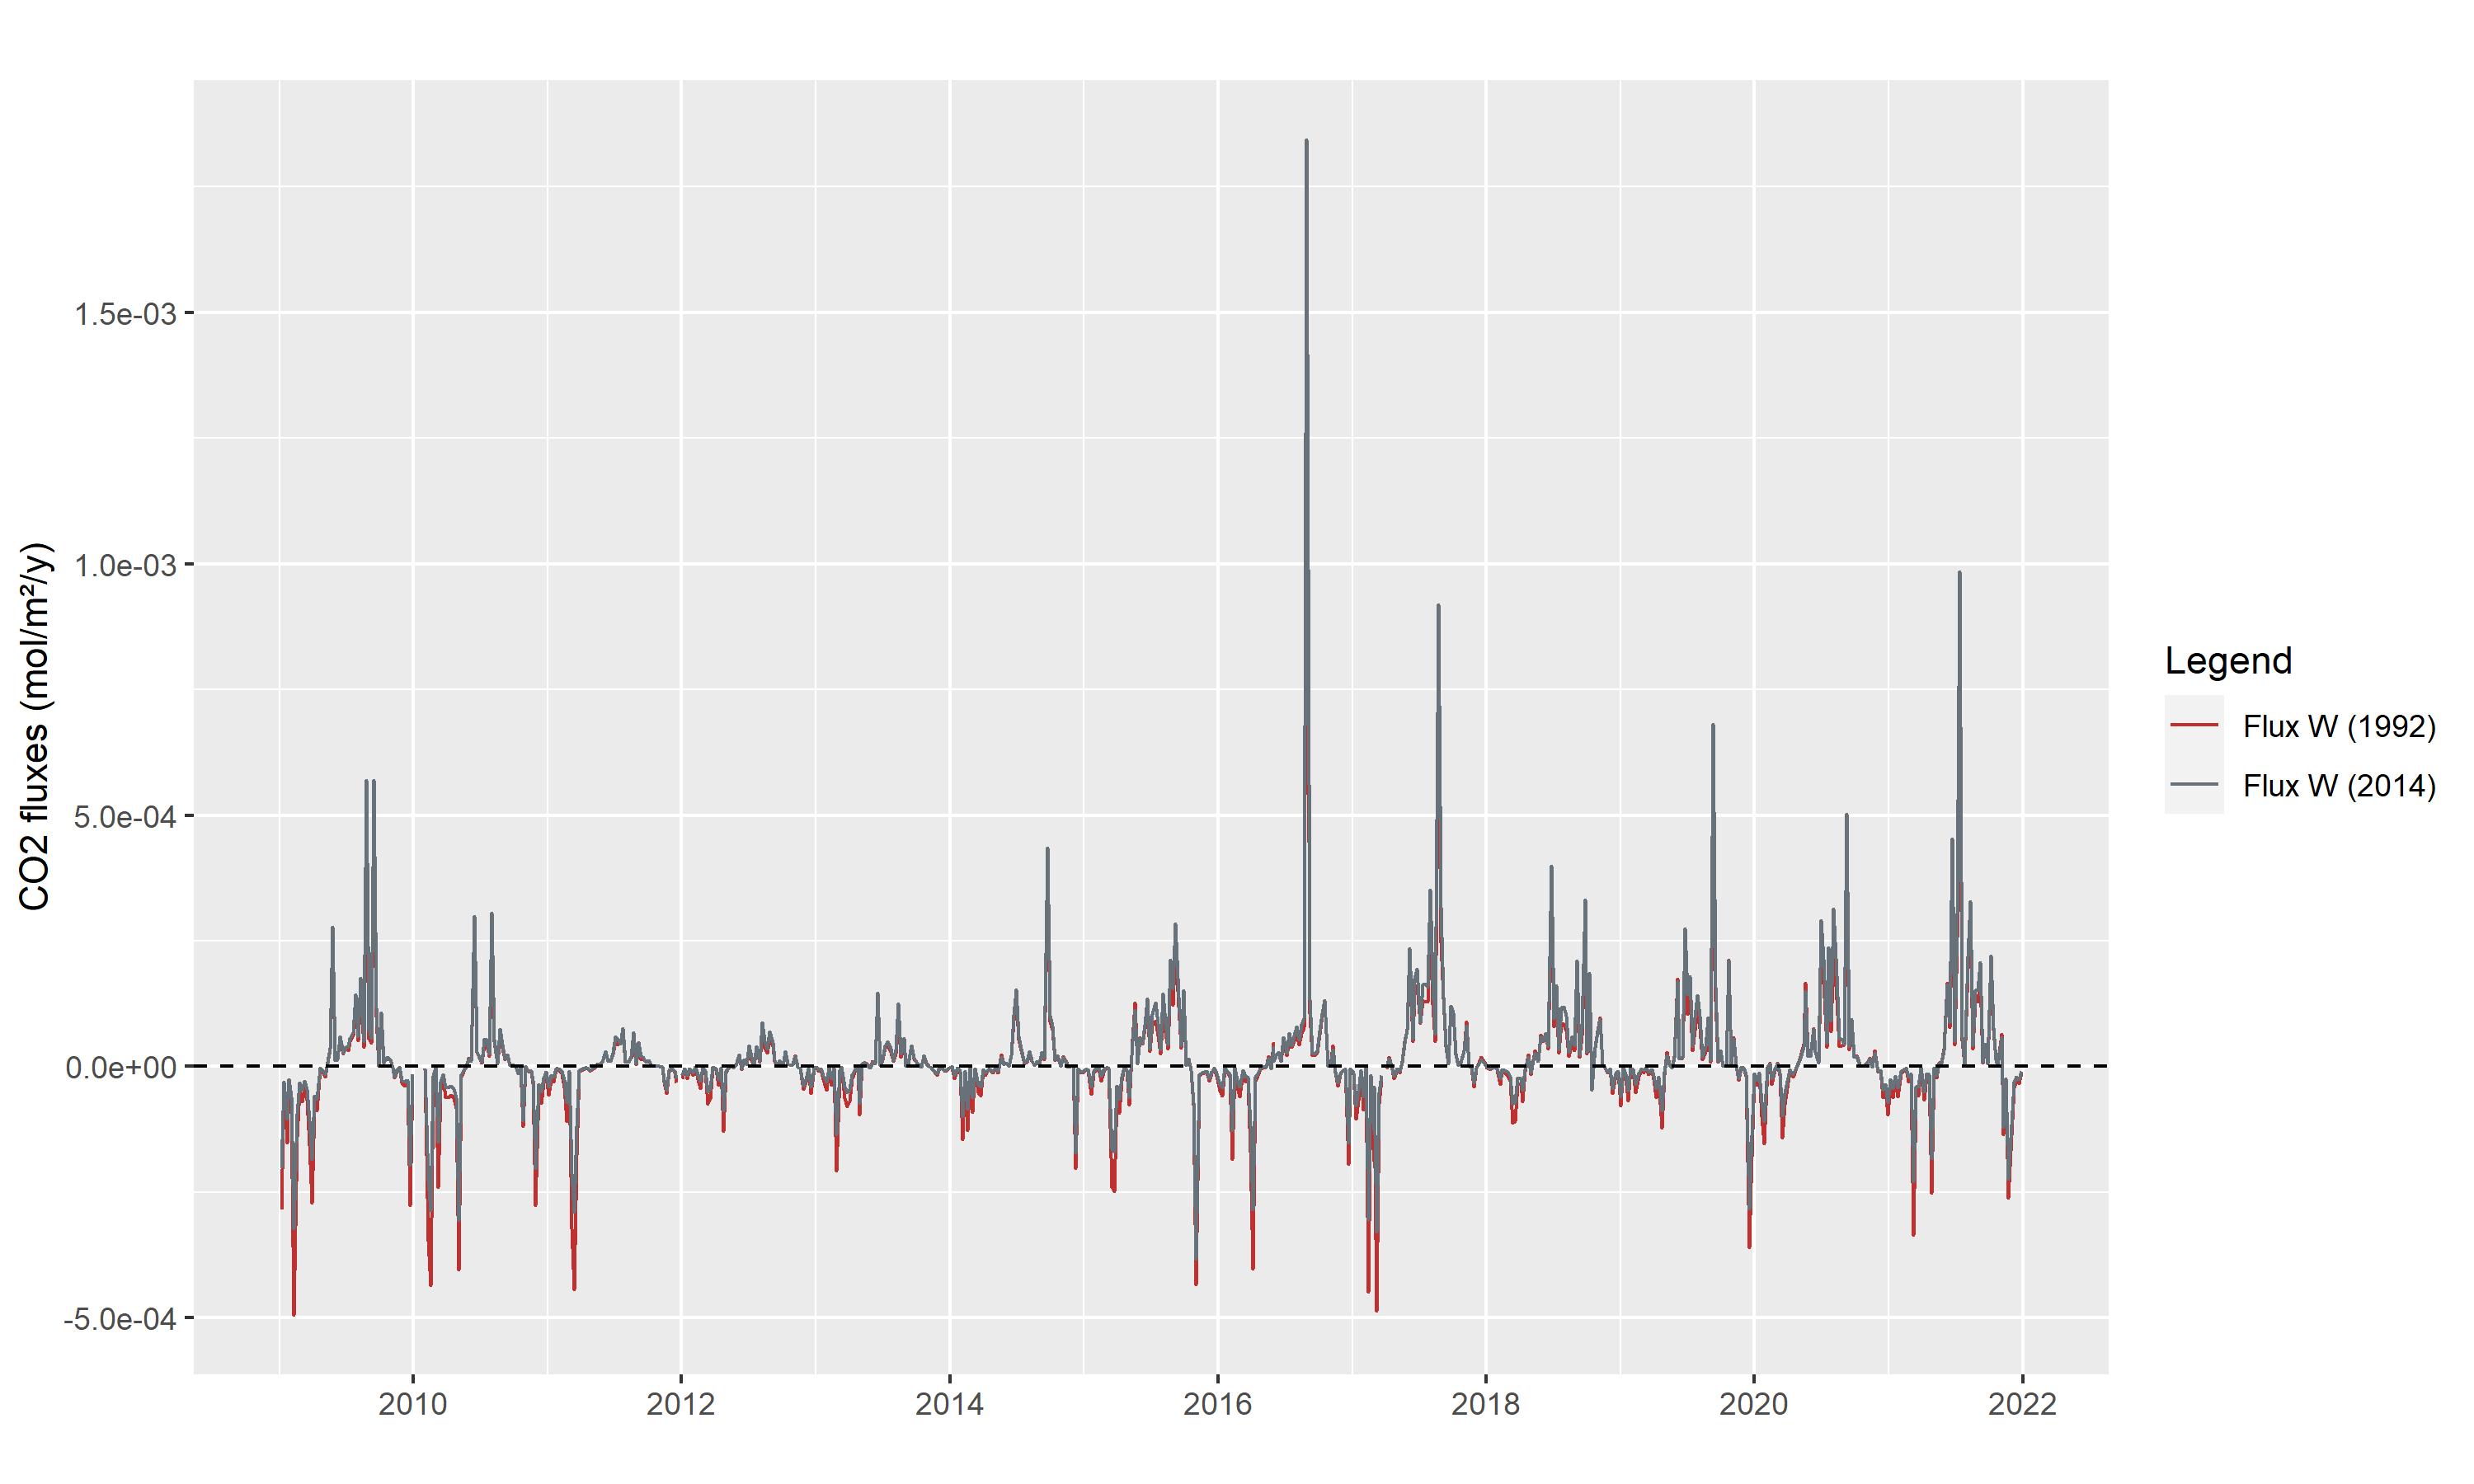 CO2 fluxes (mol/m²/y)
1.5e-03
1.0e-03
5.0e-04
0.0e+00
-5.0e-04
2010 2012 2014 2016 2018 2020 2022
Legend
Flux W (1992)
Flux W (2014)